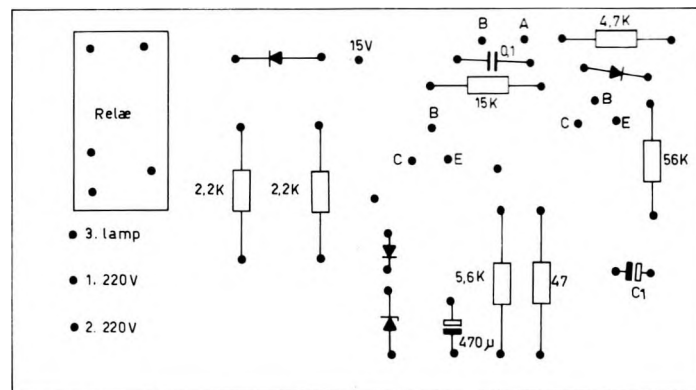 B A 4,7K
15V 0,1
Relæ 15K B
B C E
C E 56K
2,2K 2,2K
3. lamp
1. 220V 5,6K 47 C1
2. 220V 470µ